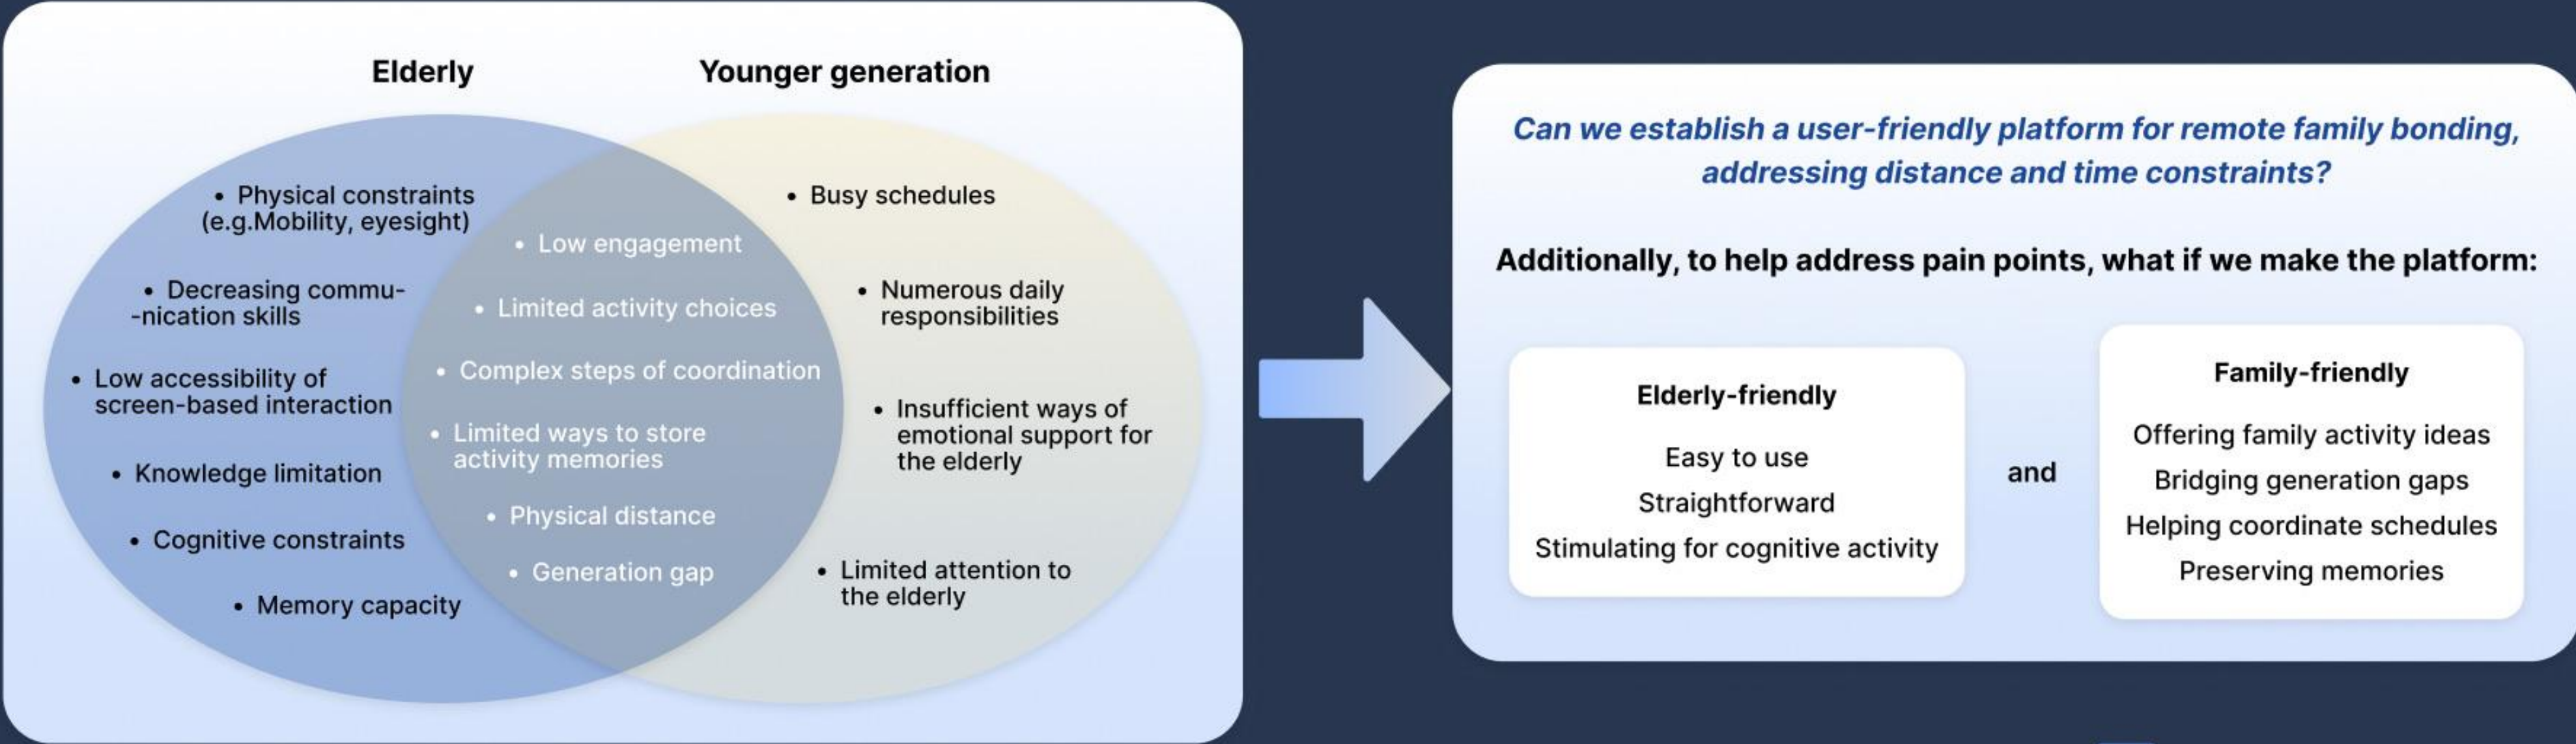 Elderly
Younger generation
• Physical constraints
(e.g.Mobility, eyesight)
• Decreasing commu-
-nication skills
• Low accessibility of
screen-based interaction
• Knowledge limitation
• Cognitive constraints
• Memory capacity
• Low engagement
• Limited activity choices
• Complex steps of coordination
• Limited ways to store
activity memories
• Physical distance
• Generation gap
• Busy schedules
• Numerous daily
responsibilities
• Insufficient ways of
emotional support for
the elderly
• Limited attention to
the elderly
Can we establish a user-friendly platform for remote family bonding,
addressing distance and time constraints?
Additionally, to help address pain points, what if we make the platform:
Elderly-friendly
Easy to use
Straightforward
Stimulating for cognitive activity
and
Family-friendly
Offering family activity ideas
Bridging generation gaps
Helping coordinate schedules
Preserving memories